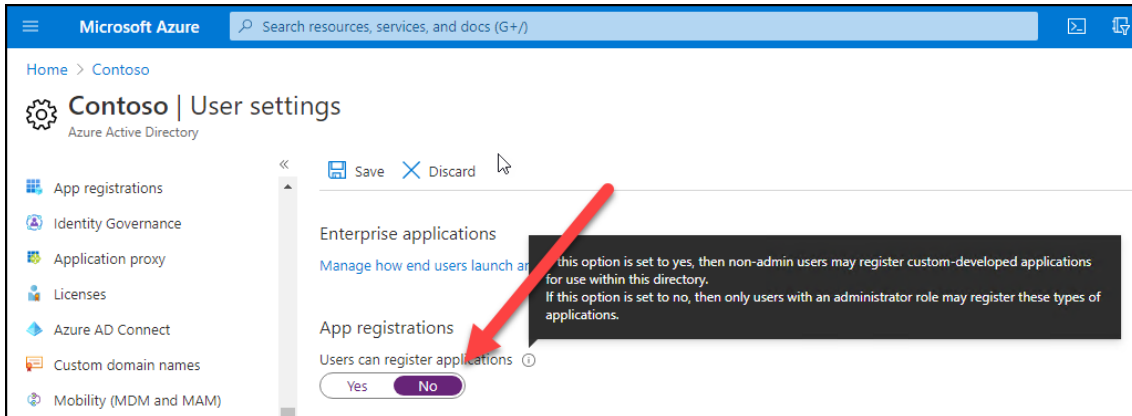 Microsoft Azure
Search resources, services, and docs (G+/)
Home > Contoso
Contoso | User settings
Azure Active Directory
«
Save
Discard
App registrations
Identity Governance
Application proxy
Licenses
Azure AD Connect
Custom domain names
Mobility (MDM and MAM)
Enterprise applications
Manage how end users launch
this option is set to yes, then non-admin users may register custom-developed applications
for use within this directory.
If this option is set to no, then only users with an administrator role may register these types of
applications.
App registrations
Users can register applications
Yes
No